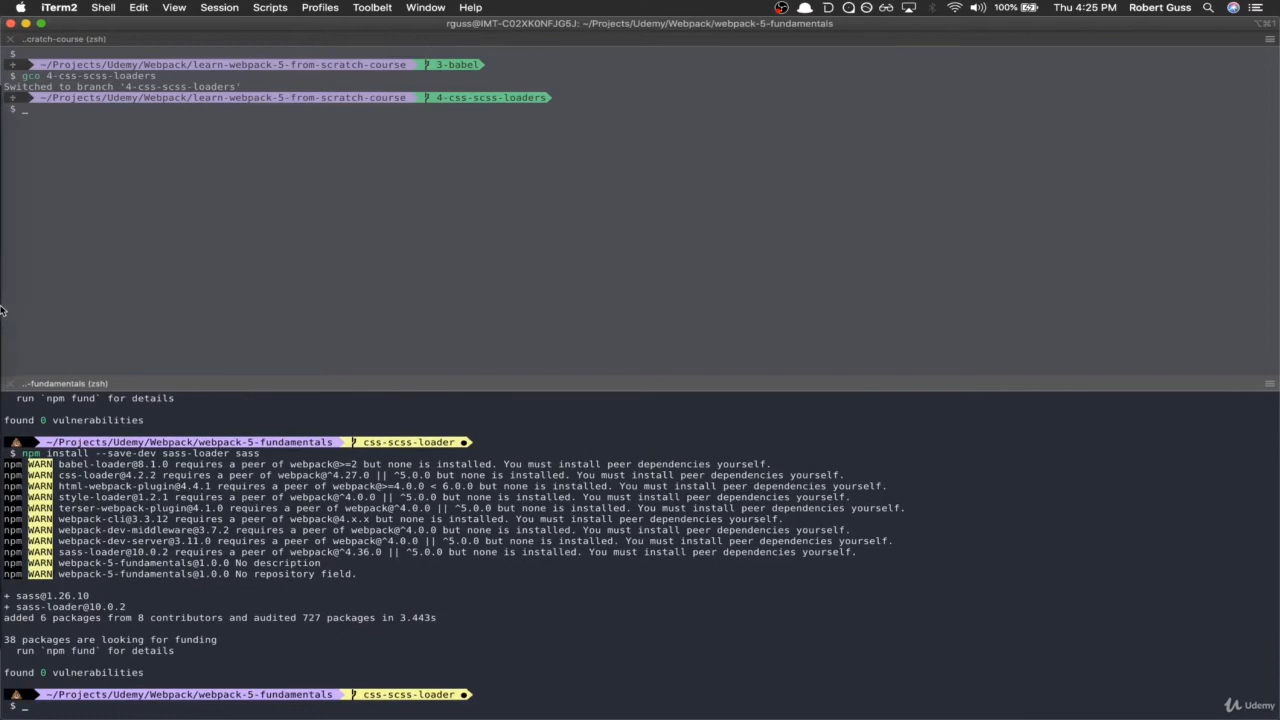 iTerm2 Shell Edit View Session Scripts Profiles Toolbelt Window Help 100% Thu 4:25 PM Robert Guss
rguss@IMT-C02XK0NFJG5J: ~/Projects/Udemy/Webpack/webpack-5-fundamentals ⌥⌘1
..cratch-course (zsh)
$
~/Projects/Udemy/Webpack/learn-webpack-5-from-scratch-course 3-babel
$ gco 4-css-scss-loaders
Switched to branch '4-css-scss-loaders'
~/Projects/Udemy/Webpack/learn-webpack-5-from-scratch-course 4-css-scss-loaders
$ _
..-fundamentals (zsh)
run `npm fund` for details
found 0 vulnerabilities
~/Projects/Udemy/Webpack/webpack-5-fundamentals css-scss-loader ●
$ npm install --save-dev sass-loader sass
npm WARN babel-loader@8.1.0 requires a peer of webpack@>=2 but none is installed. You must install peer dependencies yourself.
npm WARN css-loader@4.2.2 requires a peer of webpack@^4.27.0 || ^5.0.0 but none is installed. You must install peer dependencies yourself.
npm WARN html-webpack-plugin@4.4.1 requires a peer of webpack@>=4.0.0 < 6.0.0 but none is installed. You must install peer dependencies yourself.
npm WARN style-loader@1.2.1 requires a peer of webpack@^4.0.0 || ^5.0.0 but none is installed. You must install peer dependencies yourself.
npm WARN terser-webpack-plugin@4.1.0 requires a peer of webpack@^4.0.0 || ^5.0.0 but none is installed. You must install peer dependencies yourself.
npm WARN webpack-cli@3.3.12 requires a peer of webpack@4.x.x but none is installed. You must install peer dependencies yourself.
npm WARN webpack-dev-middleware@3.7.2 requires a peer of webpack@^4.0.0 || ^5.0.0 but none is installed. You must install peer dependencies yourself.
npm WARN webpack-dev-server@3.11.0 requires a peer of webpack@^4.0.0 || ^5.0.0 but none is installed. You must install peer dependencies yourself.
npm WARN sass-loader@10.0.2 requires a peer of webpack@^4.36.0 || ^5.0.0 but none is installed. You must install peer dependencies yourself.
npm WARN webpack-5-fundamentals@1.0.0 No description
npm WARN webpack-5-fundamentals@1.0.0 No repository field.
+ sass@1.26.10
+ sass-loader@10.0.2
added 6 packages from 8 contributors and audited 727 packages in 3.443s
38 packages are looking for funding
run `npm fund` for details
found 0 vulnerabilities
~/Projects/Udemy/Webpack/webpack-5-fundamentals css-scss-loader ●
$ _
Udemy